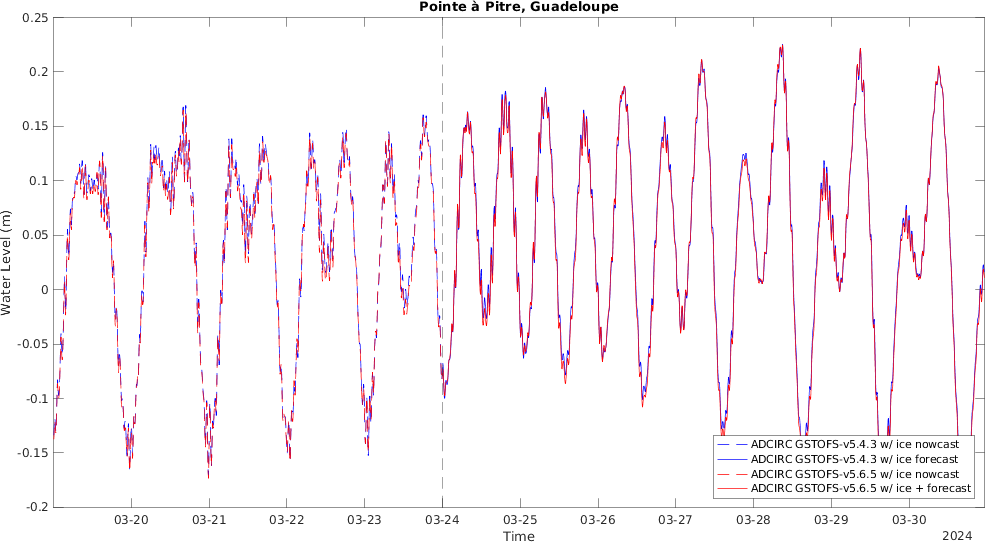 Pointe à Pitre, Guadeloupe
0.25
0.2
0.15
0.1
0.05
0
-0.05
-0.1
-0.15
-0.2
Water Level (m)
ADCIRC GSTOFS-v5.4.3 w/ ice nowcast
ADCIRC GSTOFS-v5.4.3 w/ ice forecast
ADCIRC GSTOFS-v5.6.5 w/ ice nowcast
ADCIRC GSTOFS-v5.6.5 w/ ice + forecast
03-20 03-21 03-22 03-23 03-24 03-25 03-26 03-27 03-28 03-29 03-30
Time
2024